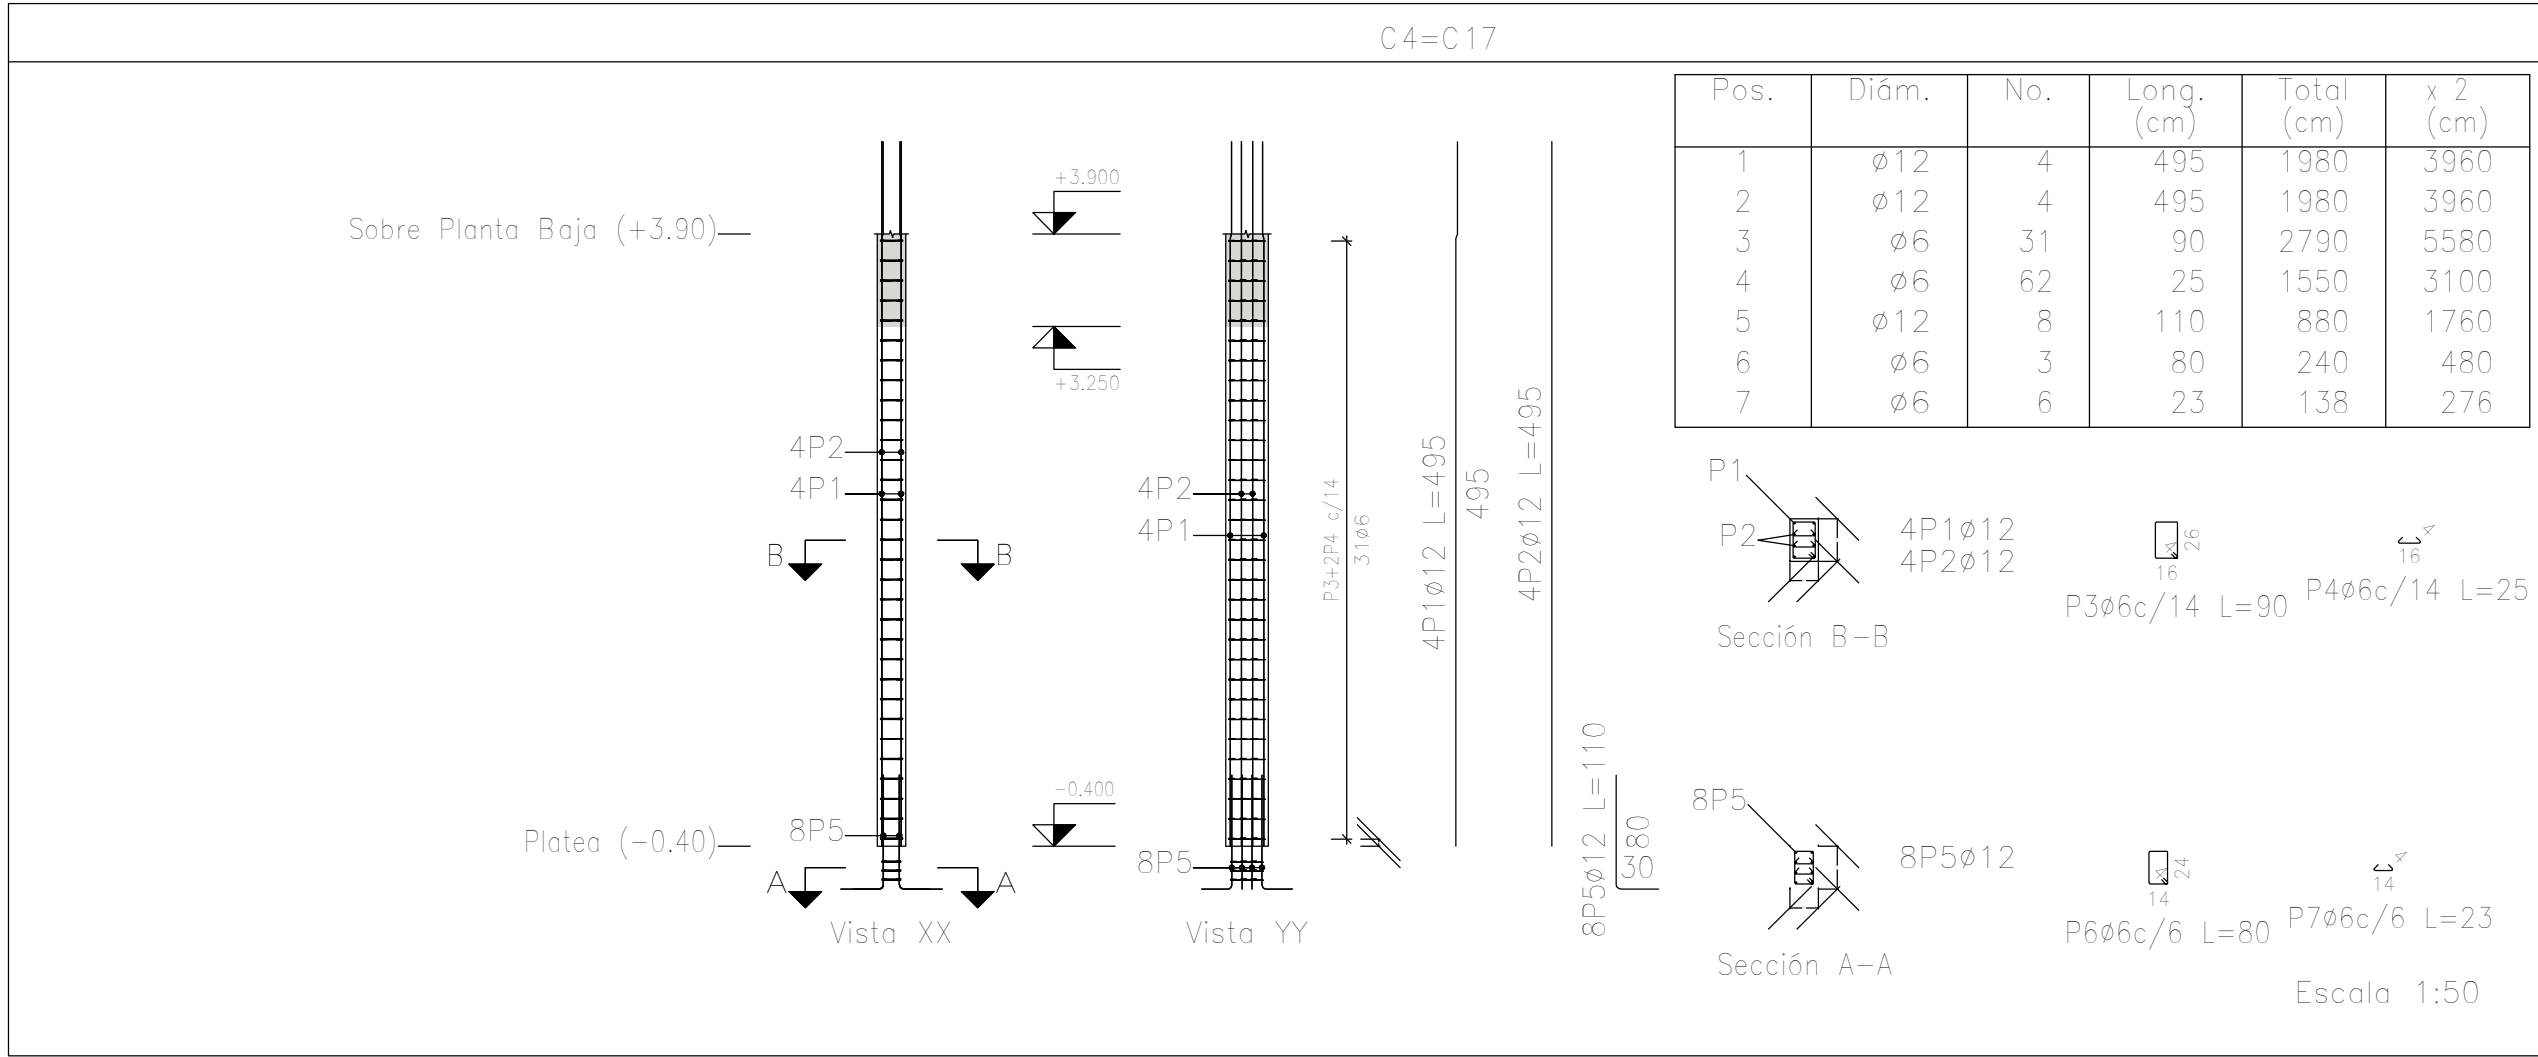 C4=C17
Pos. Diám. No. Long. (cm) Total (cm) x 2 (cm)
1 ø12 4 495 1980 3960
2 ø12 4 495 1980 3960
3 ø6 31 90 2790 5580
4 ø6 62 25 1550 3100
5 ø12 8 110 880 1760
6 ø6 3 80 240 480
7 ø6 6 23 138 276
Sobre Planta Baja (+3.90)
4P2
4P1
B B
Platea (-0.40)
8P5
A A
Vista XX
+3.900
+3.250
-0.400
4P2
4P1
8P5
Vista YY
P3+2P4 c/14
31ø6
4P1ø12 L=495
495
4P2ø12 L=495
8P5ø12 L=110
80
30
P1
P2
4P1ø12
4P2ø12
Sección B-B
4
26
16
P3ø6c/14 L=90
4
16
P4ø6c/14 L=25
8P5
8P5ø12
Sección A-A
4
24
14
P6ø6c/6 L=80
4
14
P7ø6c/6 L=23
Escala 1:50